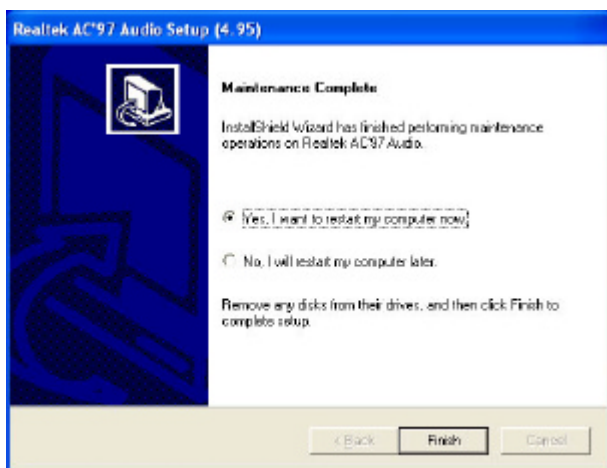 Realtek AC'97 Audio Setup (4.95)
Maintenance Complete
InstallShield Wizard has finished performing maintenance
operations on Realtek AC'97 Audio.
Yes, I want to restart my computer now.
No, I will restart my computer later.
Remove any disks from their drives, and then click Finish to
complete setup.
< Back
Finish
Cancel